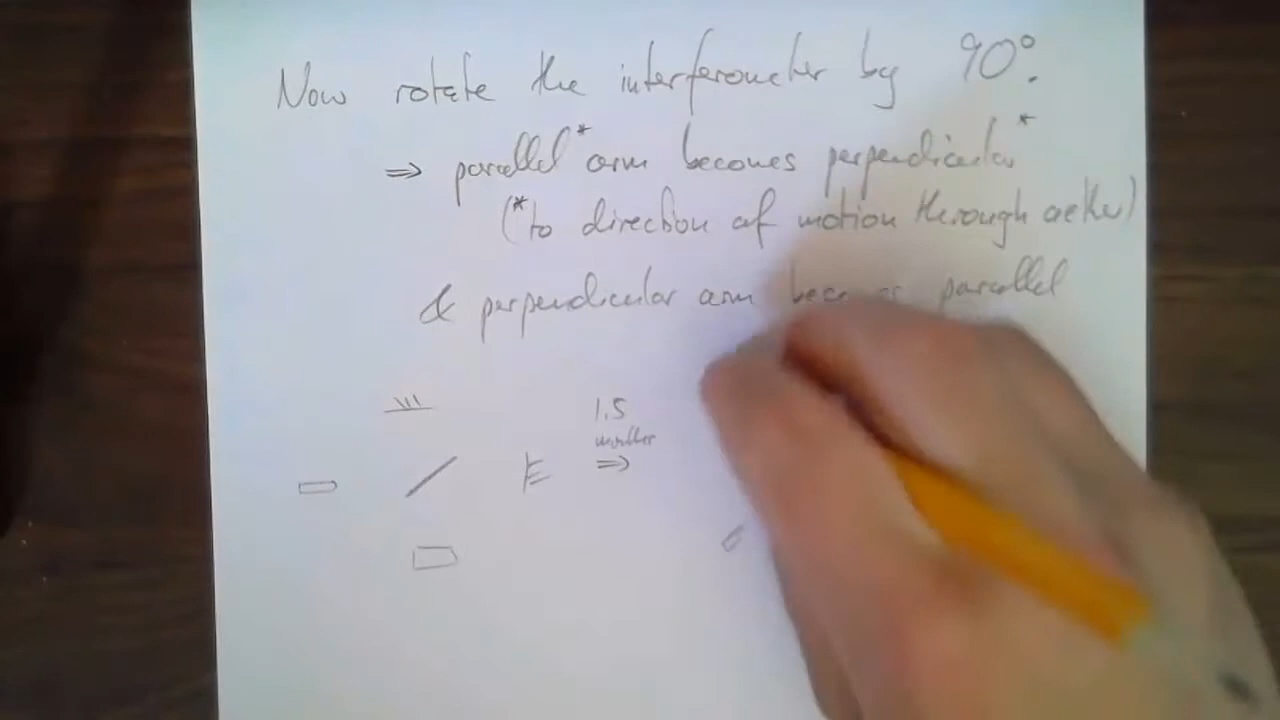 Now rotate the interferometer by 90°.
⇒ parallel* arm becomes perpendicular*
(*to direction of motion through aether)
& perpendicular arm becomes parallel
1.5
months
⇒